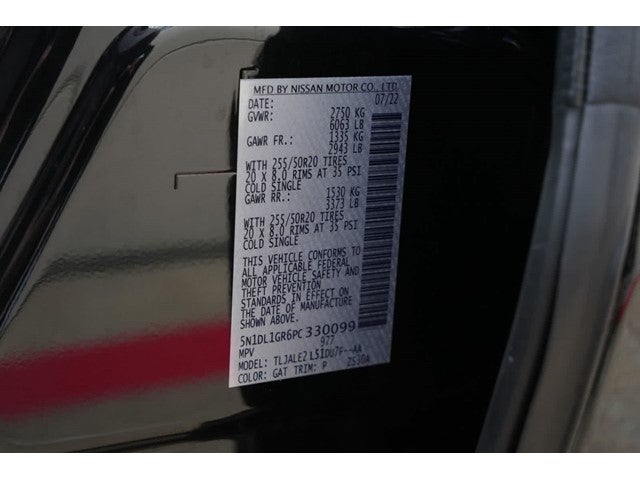 MFD BY NISSAN MOTOR CO., LTD.
DATE: 07/22
GVWR: 2750 KG
6063 LB
GAWR FR.: 1335 KG
2943 LB
WITH 255/50R20 TIRES
20 x 8.0 RIMS AT 35 PSI
COLD SINGLE
GAWR RR.: 1530 KG
3373 LB
WITH 255/50R20 TIRES
20 x 8.0 RIMS AT 35 PSI
COLD SINGLE
THIS VEHICLE CONFORMS TO
ALL APPLICABLE FEDERAL
MOTOR VEHICLE SAFETY AND
THEFT PREVENTION
STANDARDS IN EFFECT ON
THE DATE OF MANUFACTURE
SHOWN ABOVE.
5N1DL1GR6PC330099
MPV 977
MODEL: TLJALE2 L51DU7F--AA
COLOR: GAT TRIM: P